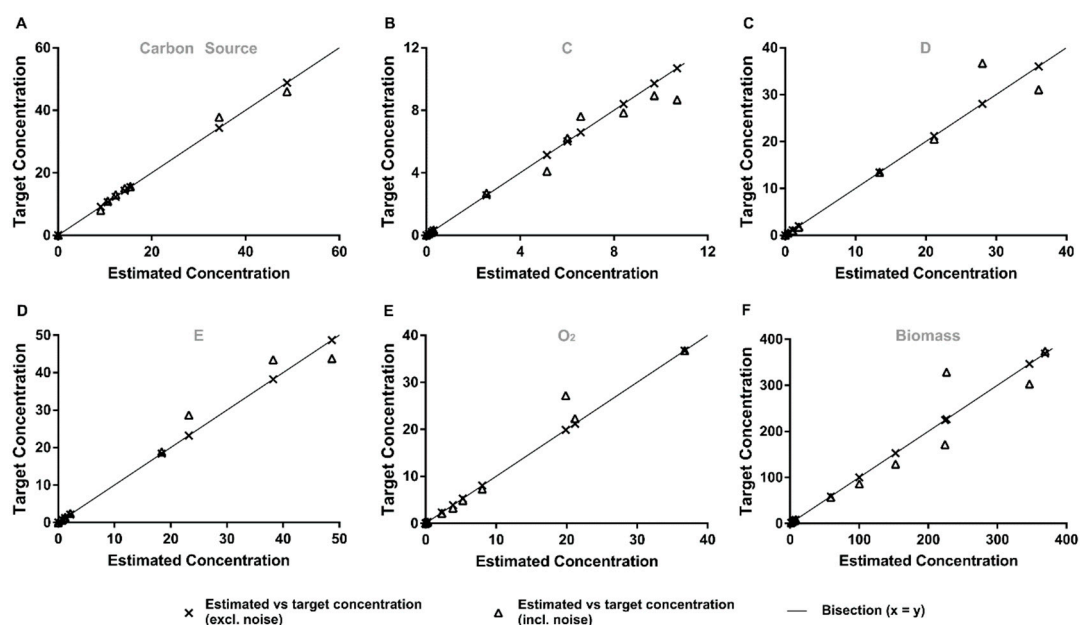 A
Carbon Source
60
40
20
0
0 20 40 60
Target Concentration
Estimated Concentration
B
C
12
8
4
0
0 4 8 12
Target Concentration
Estimated Concentration
C
D
40
30
20
10
0
0 10 20 30 40
Target Concentration
Estimated Concentration
D
E
50
40
30
20
10
0
0 10 20 30 40 50
Target Concentration
Estimated Concentration
E
O₂
40
30
20
10
0
0 10 20 30 40
Target Concentration
Estimated Concentration
F
Biomass
400
300
200
100
0
0 100 200 300 400
Target Concentration
Estimated Concentration
Estimated vs target concentration
(excl. noise)
Estimated vs target concentration
(incl. noise)
Bisection (x = y)